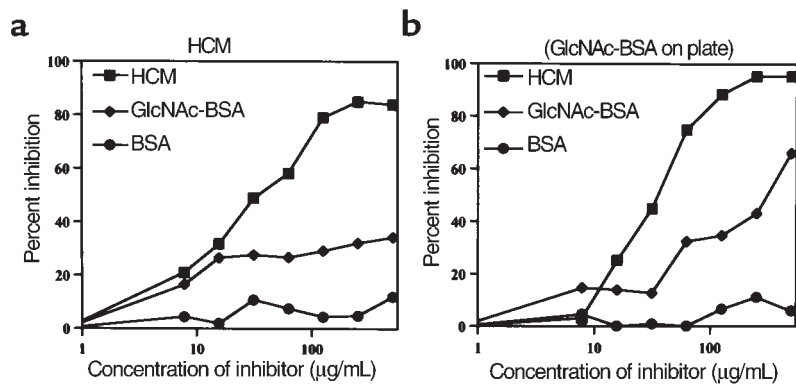 a
HCM
100
80
60
40
20
0
HCM
GlcNAc-BSA
BSA
Percent inhibition
1
10
100
Concentration of inhibitor (μg/mL)
b
(GlcNAc-BSA on plate)
100
80
60
40
20
0
HCM
GlcNAc-BSA
BSA
Percent inhibition
1
10
100
Concentration of inhibitor (μg/mL)